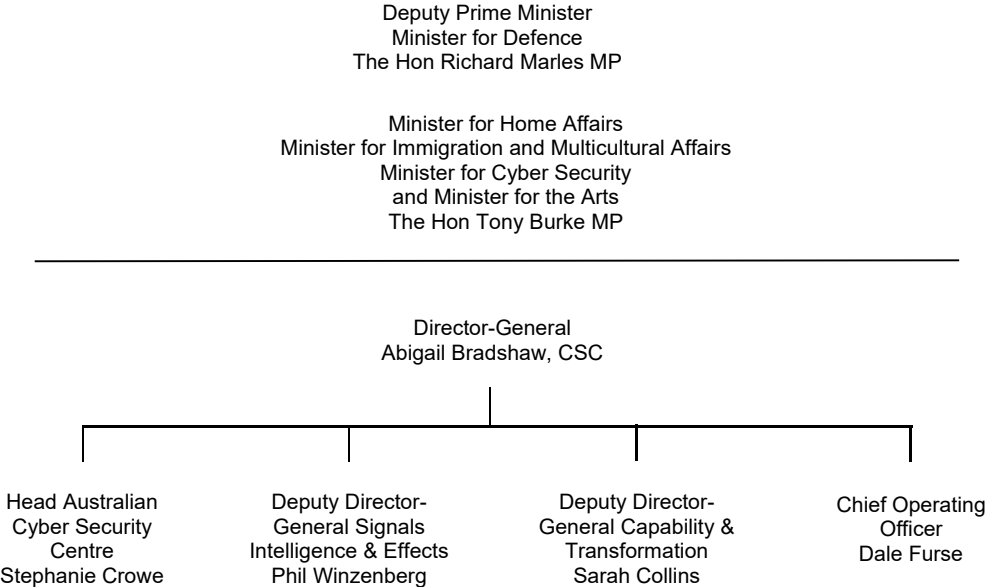 Deputy Prime Minister
Minister for Defence
The Hon Richard Marles MP
Minister for Home Affairs
Minister for Immigration and Multicultural Affairs
Minister for Cyber Security
and Minister for the Arts
The Hon Tony Burke MP
Director-General
Abigail Bradshaw, CSC
Head Australian
Cyber Security
Centre
Stephanie Crowe
Deputy Director-
General Signals
Intelligence & Effects
Phil Winzenberg
Deputy Director-
General Capability &
Transformation
Sarah Collins
Chief Operating
Officer
Dale Furse